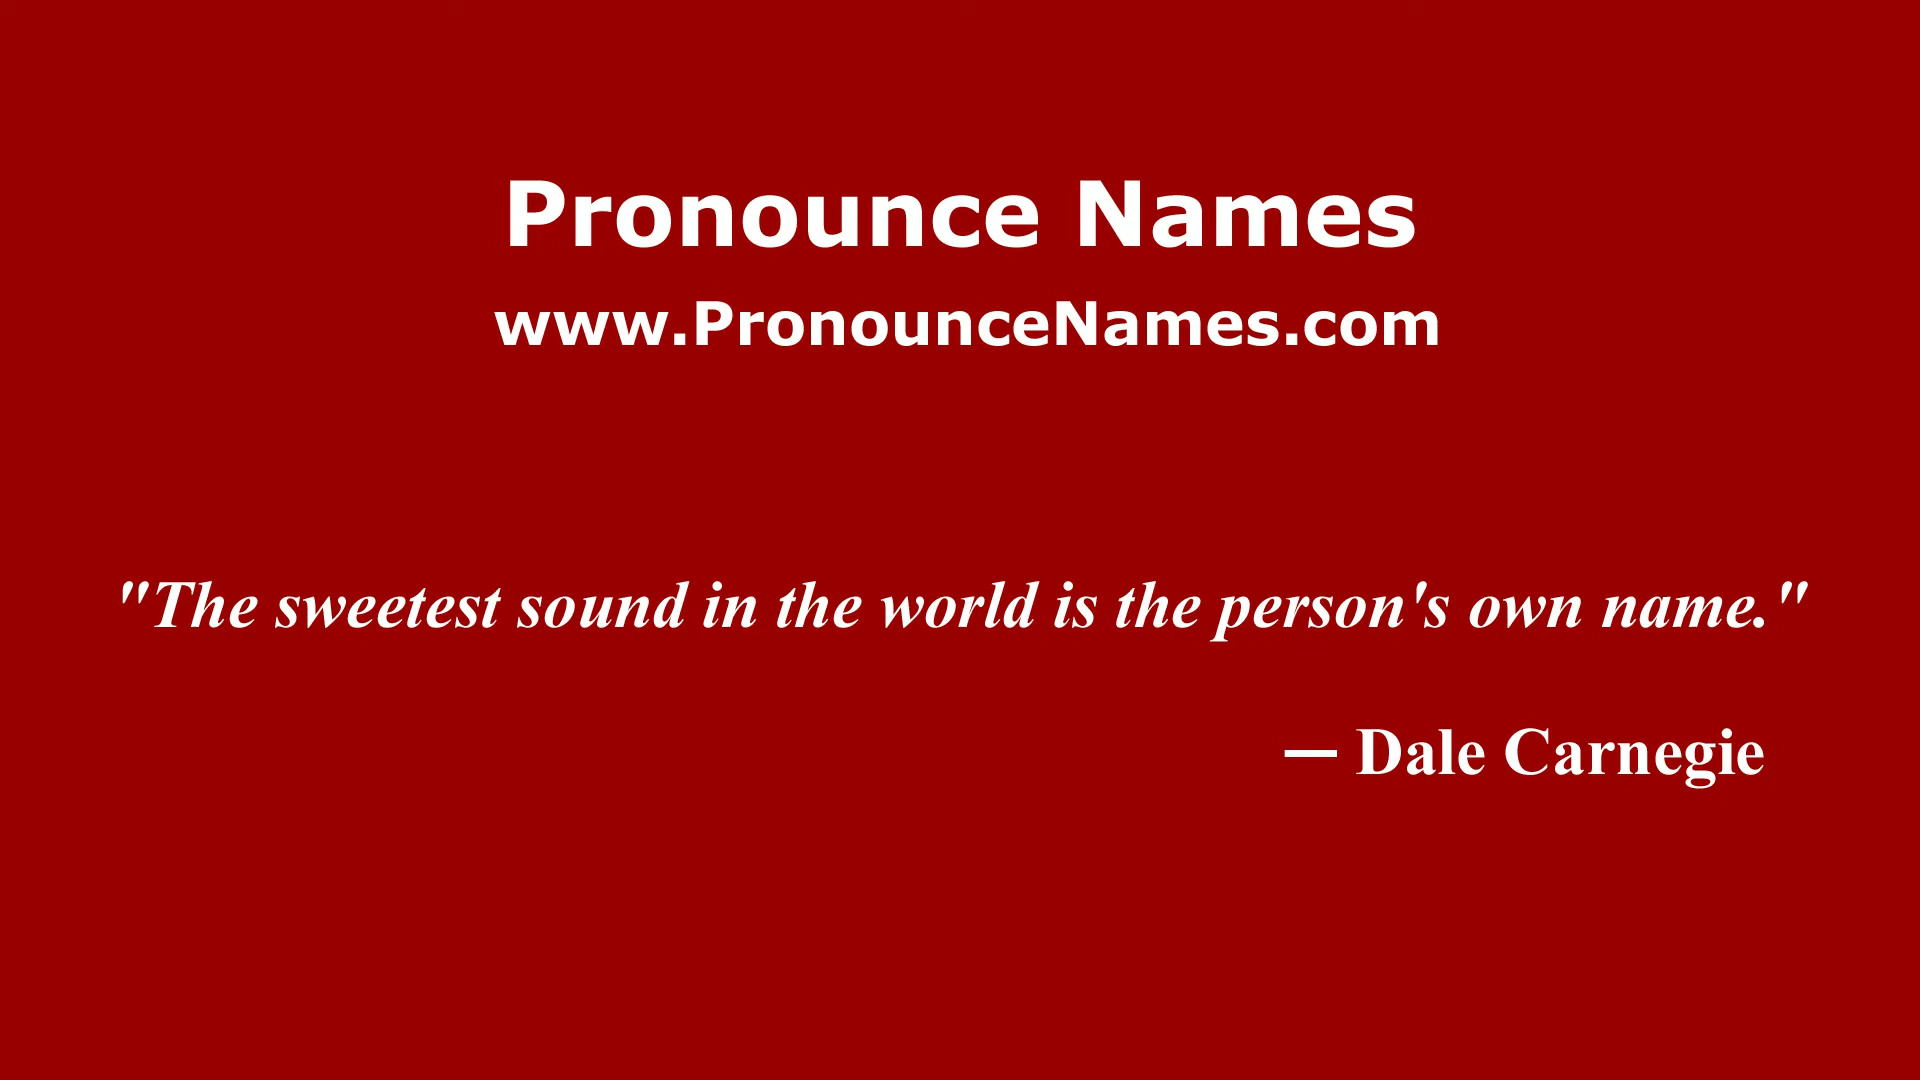 Pronounce Names
www.PronounceNames.com
"The sweetest sound in the world is the person's own name."
— Dale Carnegie